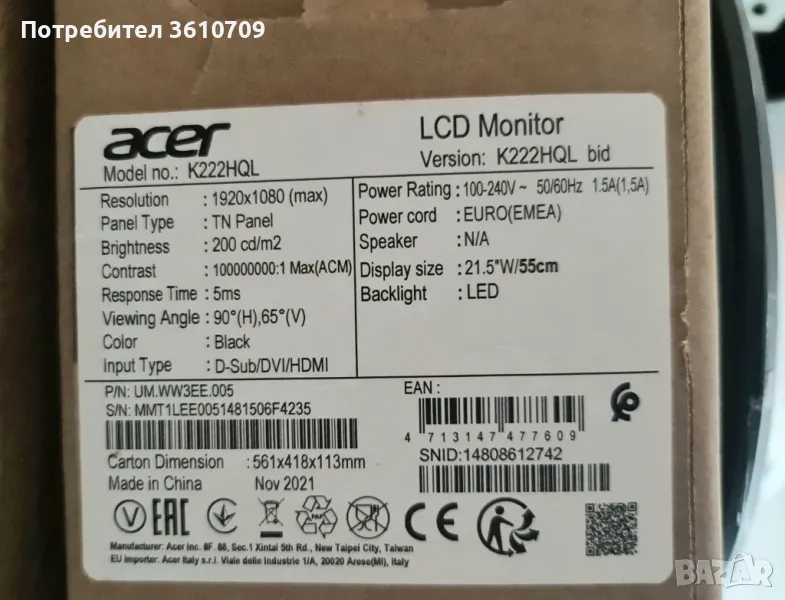 Потребител 3610709
acer
LCD Monitor
Model no.: K222HQL
Version: K222HQL bid
Resolution : 1920x1080 (max)
Panel Type : TN Panel
Brightness : 200 cd/m2
Contrast : 100000000:1 Max(ACM)
Response Time : 5ms
Viewing Angle : 90°(H),65°(V)
Color : Black
Input Type : D-Sub/DVI/HDMI
Power Rating : 100-240V~ 50/60Hz 1.5A(1,5A)
Power cord : EURO(EMEA)
Speaker : N/A
Display size : 21.5"W/55cm
Backlight : LED
P/N: UM.WW3EE.005
S/N: MMT1LEE0051481506F4235
Carton Dimension : 561x418x113mm
Made in China Nov 2021
EAN :
4 713147 477609
SNID:14808612742
EAC
PAP
CE
Manufacturer: Acer Inc. 8F, 88, Sec.1 Xintai 5th Rd., New Taipei City, Taiwan
EU importer: Acer Italy s.r.l. Viale delle Industrie 1/A, 20020 Arese(MI), Italy
BAZAR